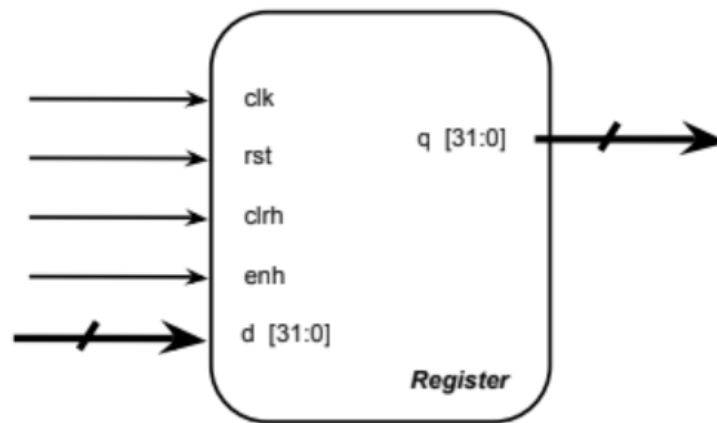 clk
rst
clrh
enh
d [31:0]
q [31:0]
Register